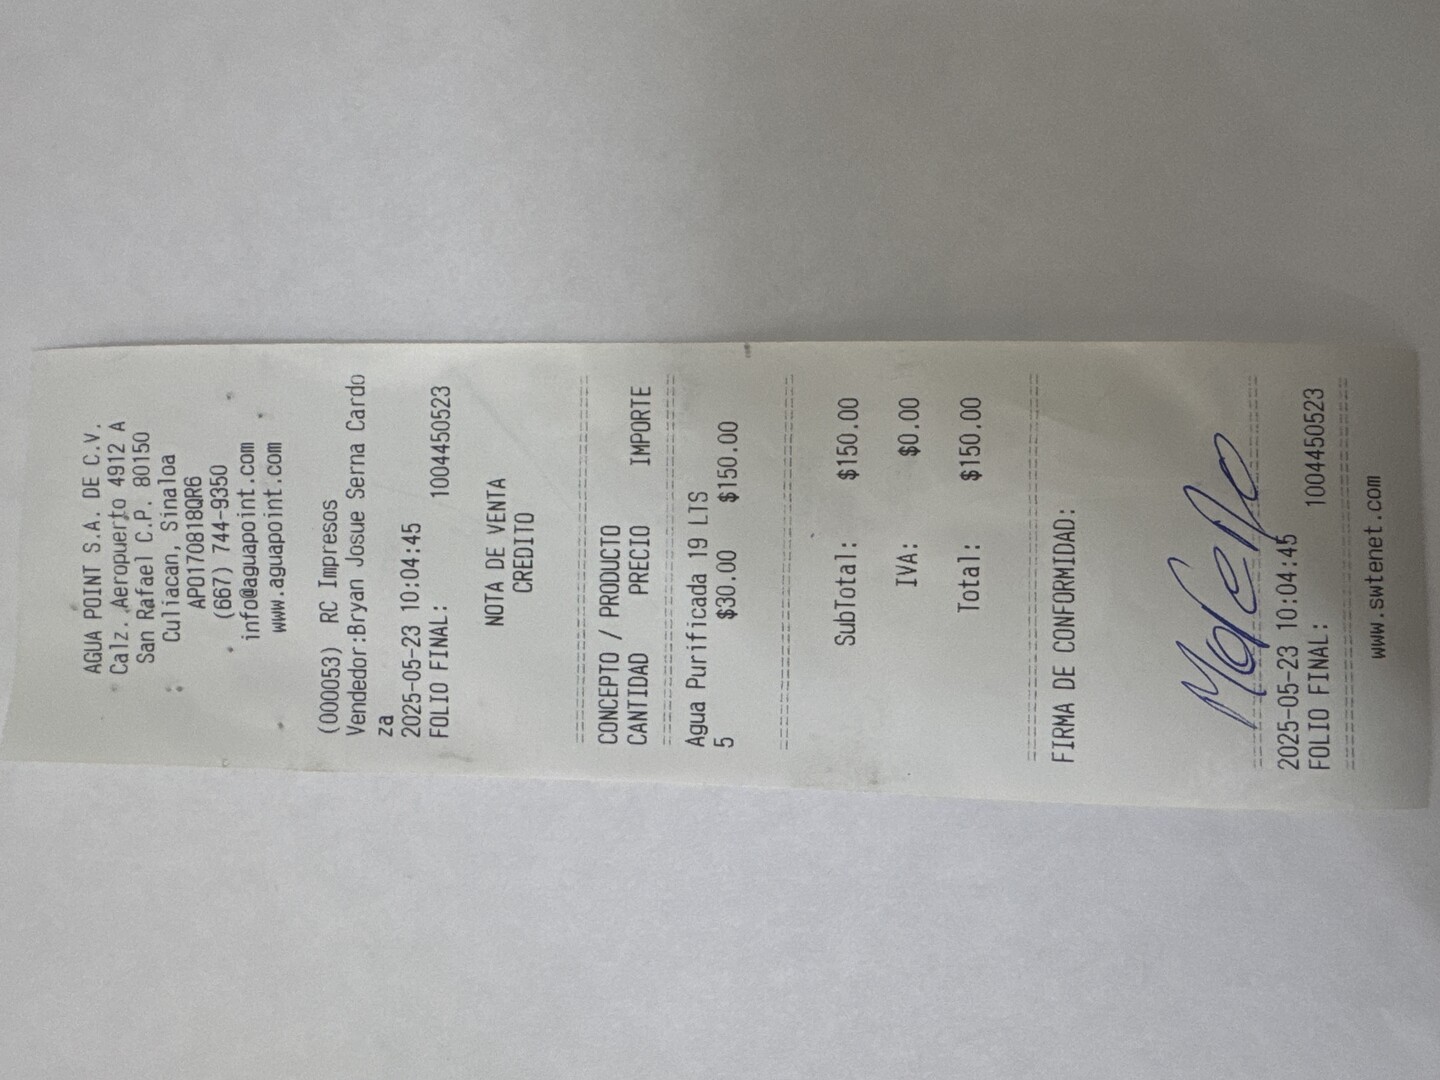 AGUA POINT S.A. DE C.V.
Calz. Aeropuerto 4912 A
San Rafael C.P. 80150
Culiacan, Sinaloa
APO170818QR6
(667) 744-9350
info@aguapoint.com
www.aguapoint.com
(000053) RC Impresos
Vendedor:Bryan Josue Serna Cardo
za
2025-05-23 10:04:45
FOLIO FINAL: 1004450523
NOTA DE VENTA
CREDITO
CONCEPTO / PRODUCTO
CANTIDAD PRECIO IMPORTE
Agua Purificada 19 LTS
5 $30.00 $150.00
SubTotal: $150.00
IVA: $0.00
Total: $150.00
FIRMA DE CONFORMIDAD:
2025-05-23 10:04:45
FOLIO FINAL: 1004450523
www.swtenet.com